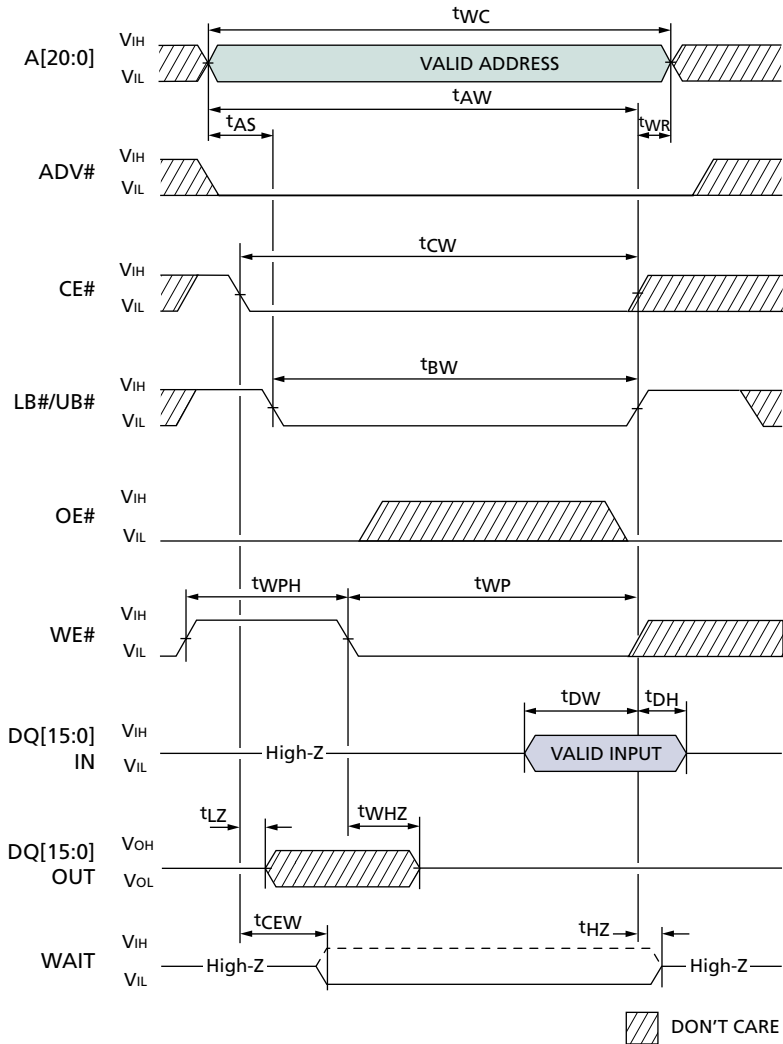 tWC
A[20:0] VIH VIL VALID ADDRESS
tAW
tAS tWR
ADV# VIH VIL
tCW
CE# VIH VIL
tBW
LB#/UB# VIH VIL
OE# VIH VIL
tWPH tWP
WE# VIH VIL
tDW tDH
DQ[15:0] IN VIH VIL High-Z VALID INPUT
tLZ tWHZ
DQ[15:0] OUT VOH VOL
tCEW tHZ
WAIT VIH VIL High-Z High-Z
DON'T CARE